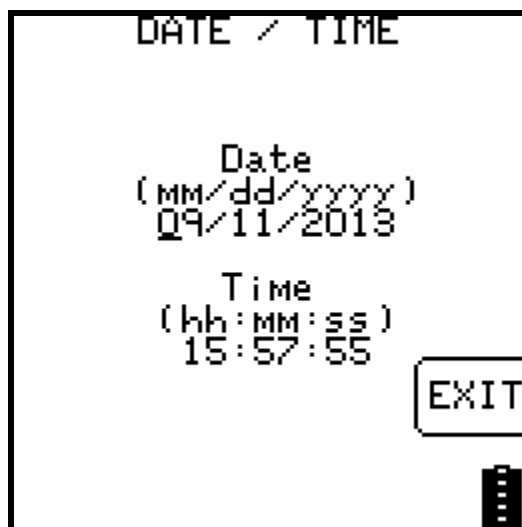 DATE / TIME
Date
(mm/dd/yyyy)
09/11/2013
Time
(hh:mm:ss)
15:57:55
EXIT